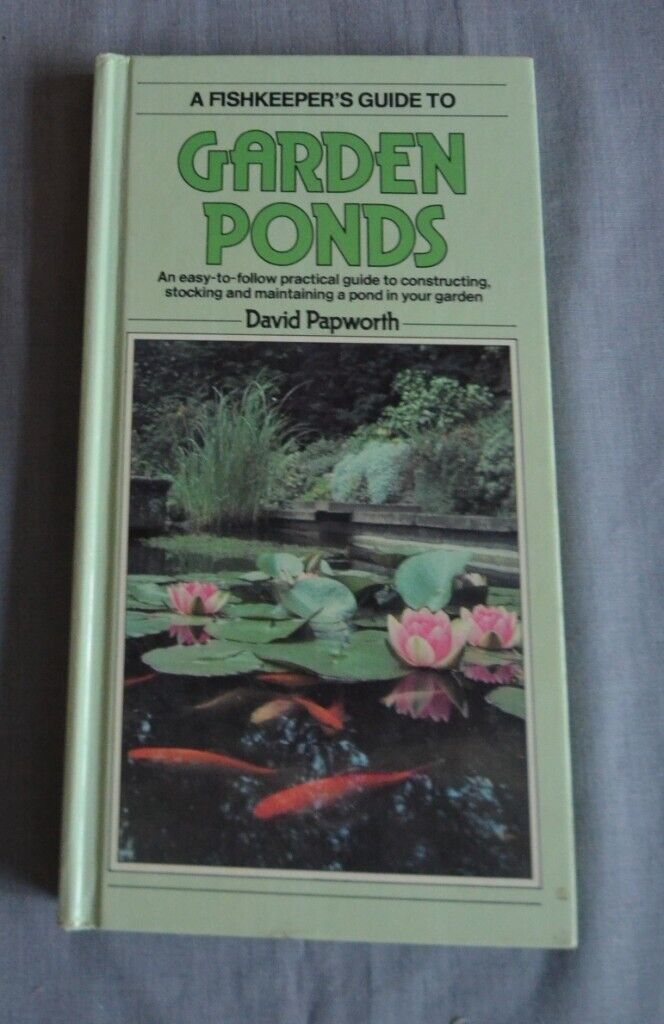 A FISHKEEPER'S GUIDE TO
GARDEN
PONDS
An easy-to-follow practical guide to constructing,
stocking and maintaining a pond in your garden
David Papworth